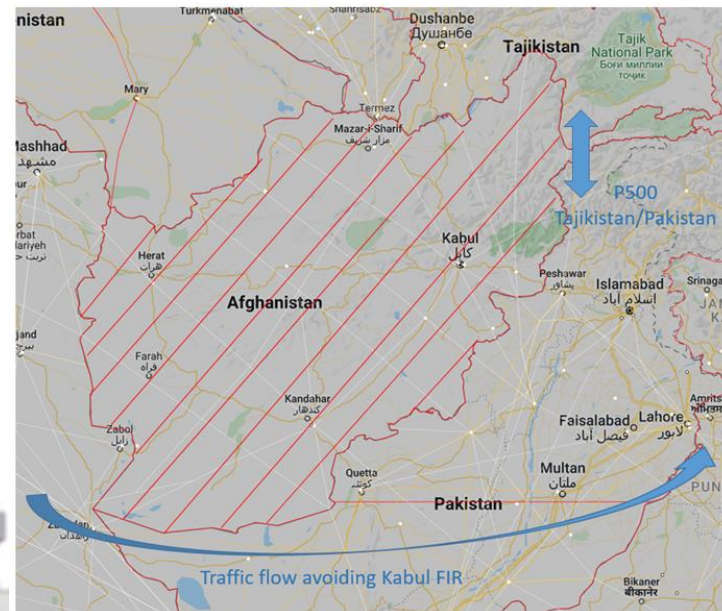 nistan
Turkmenabat
Shahrisabz
Dushanbe
Душанбе
Tajikistan
Tajik
National Park
Боғи миллии
тоҷик
Mary
Termez
Mazar-i-Sharif
مزار شریف
Mashhad
مشهد
P500
Tajikistan/Pakistan
Kabul
کابل
Herat
هرات
Peshawar
پشاور
Islamabad
اسلام آباد
Srinaga
Afghanistan
Farah
فراه
Kandahar
کندهار
Zabol
زابل
Faisalabad
فیصل آباد
Lahore
لاہور
Amrits
Quetta
کوئٹہ
Multan
ملتان
Pakistan
PUN
زاهدان
Traffic flow avoiding Kabul FIR
Bikaner
बीकानेर